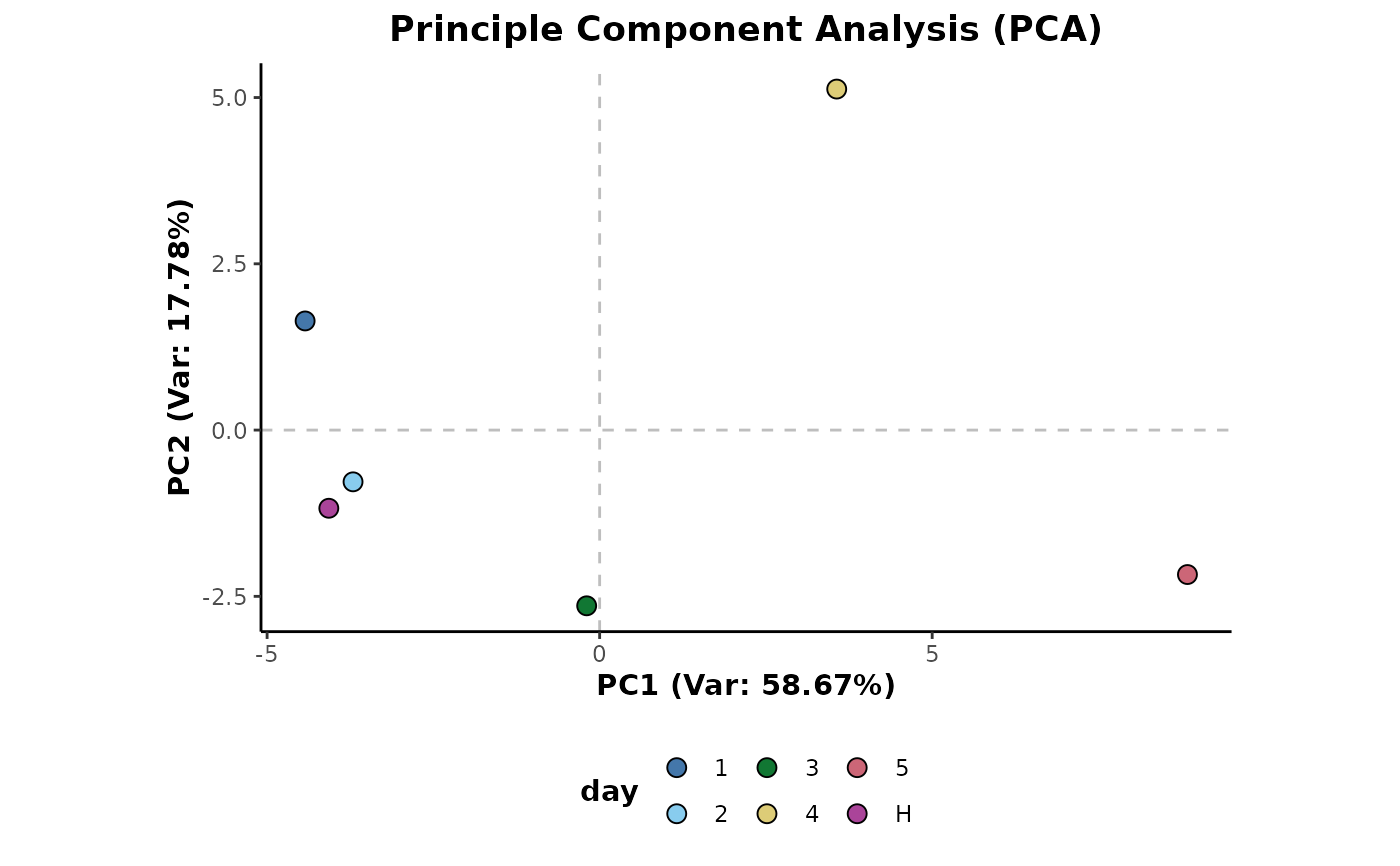 Principle Component Analysis (PCA)
PC2 (Var: 17.78%)
5.0
2.5
0.0
-2.5
-5 0 5
PC1 (Var: 58.67%)
day
1 3 5
2 4 H